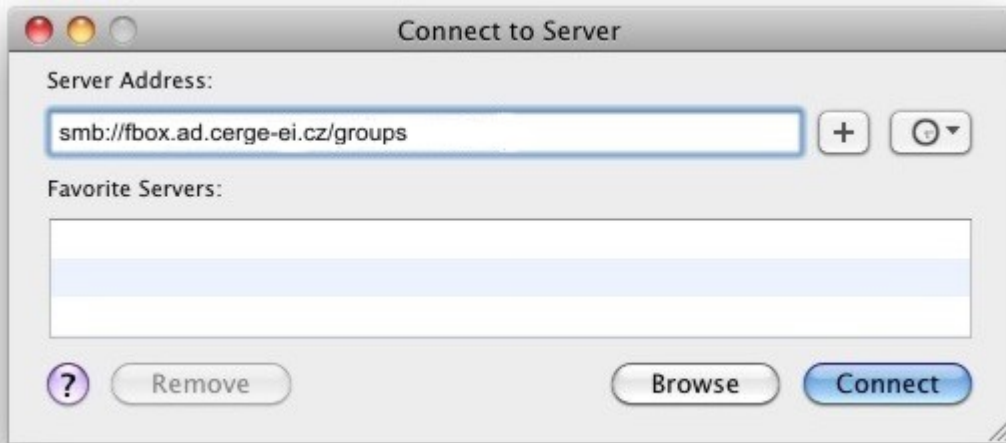 Connect to Server
Server Address:
smb://fbox.ad.cerge-ei.cz/groups
+
Favorite Servers:
? Remove Browse Connect